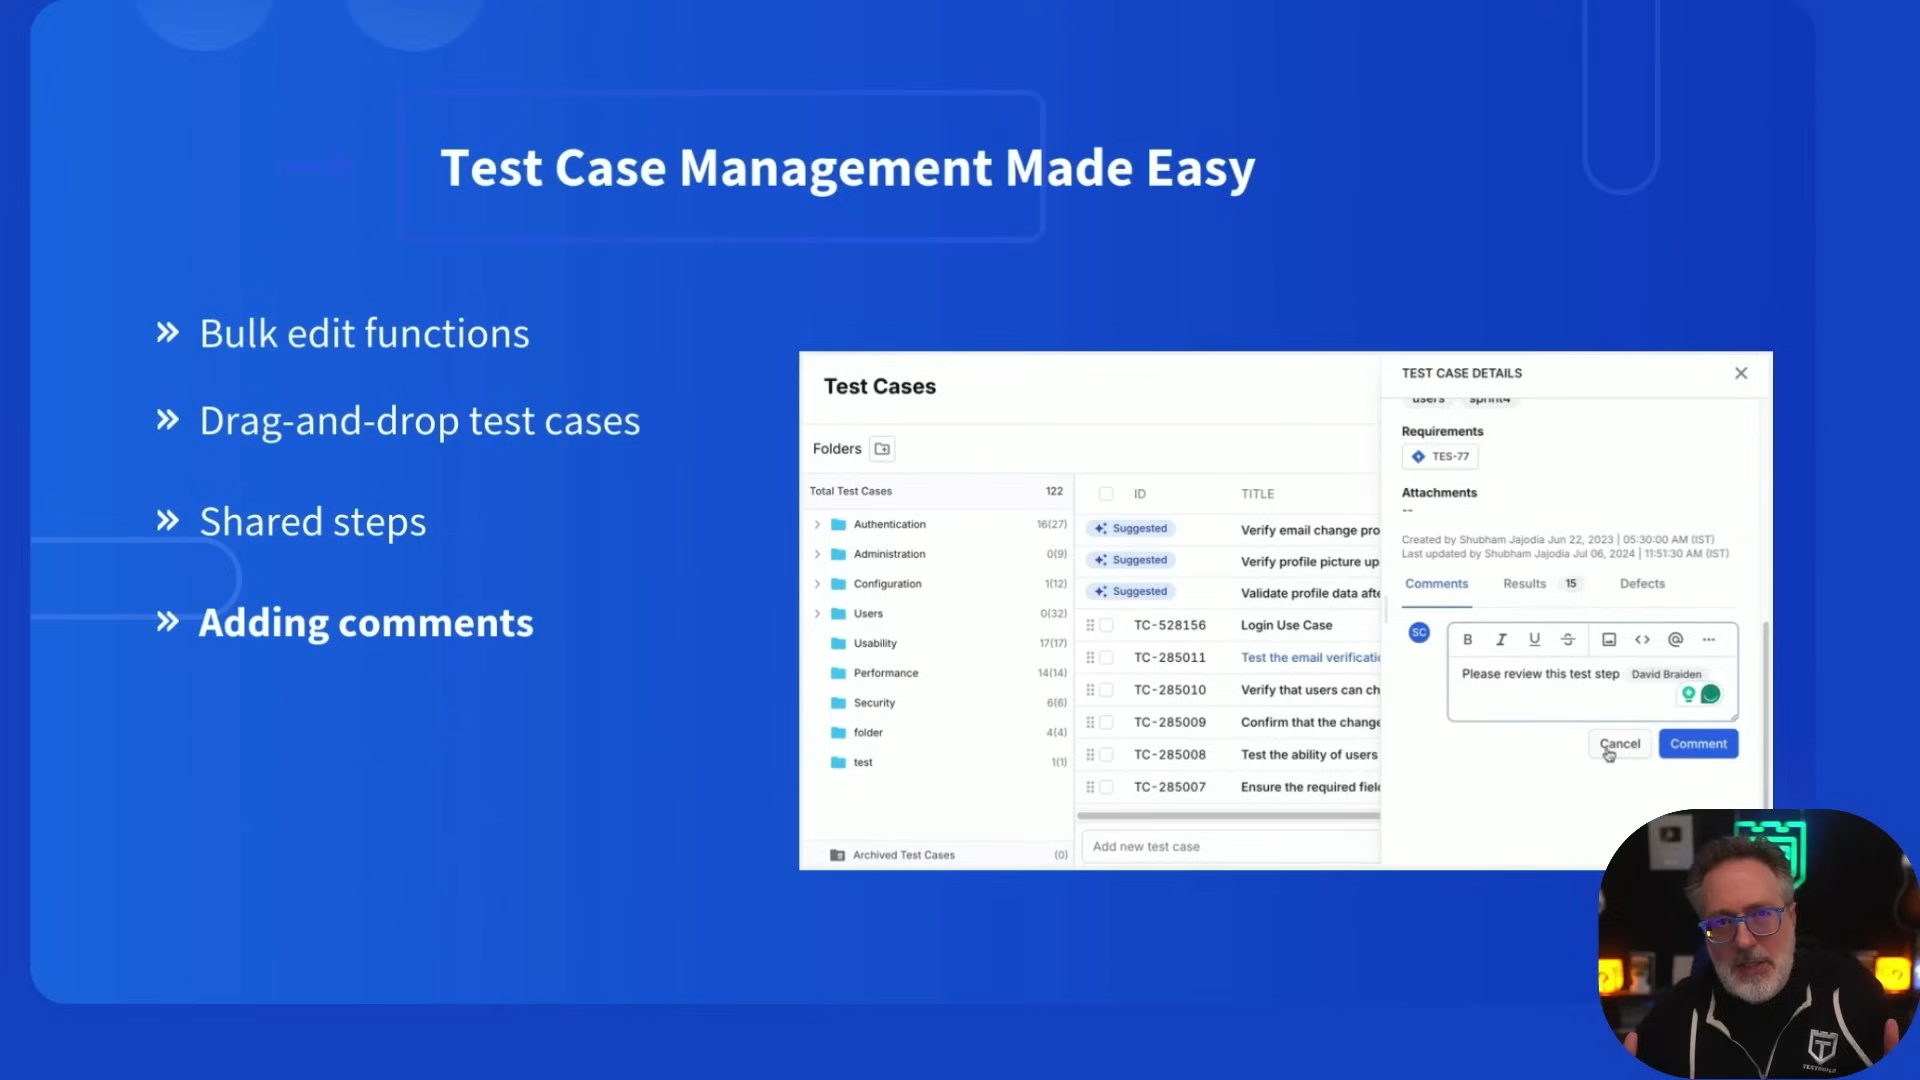 Test Case Management Made Easy
» Bulk edit functions
» Drag-and-drop test cases
» Shared steps
» Adding comments
Test Cases
Folders
Total Test Cases 122
Authentication 16(27)
Administration 0(9)
Configuration 1(12)
Users 0(32)
Usability 17(17)
Performance 14(14)
Security 6(6)
folder 4(4)
test 1(1)
Archived Test Cases (0)
ID TITLE
Suggested Verify email change pro
Suggested Verify profile picture up
Suggested Validate profile data afte
TC-528156 Login Use Case
TC-285011 Test the email verificati
TC-285010 Verify that users can ch
TC-285009 Confirm that the change
TC-285008 Test the ability of users
TC-285007 Ensure the required fiel
Add new test case
TEST CASE DETAILS
users sprint4
Requirements
TES-77
Attachments
--
Created by Shubham Jajodia Jun 22, 2023 | 05:30:00 AM (IST)
Last updated by Shubham Jajodia Jul 06, 2024 | 11:51:30 AM (IST)
Comments Results 15 Defects
SC
B I U S <> @ ···
Please review this test step David Braiden
Cancel Comment
TESTGUILD